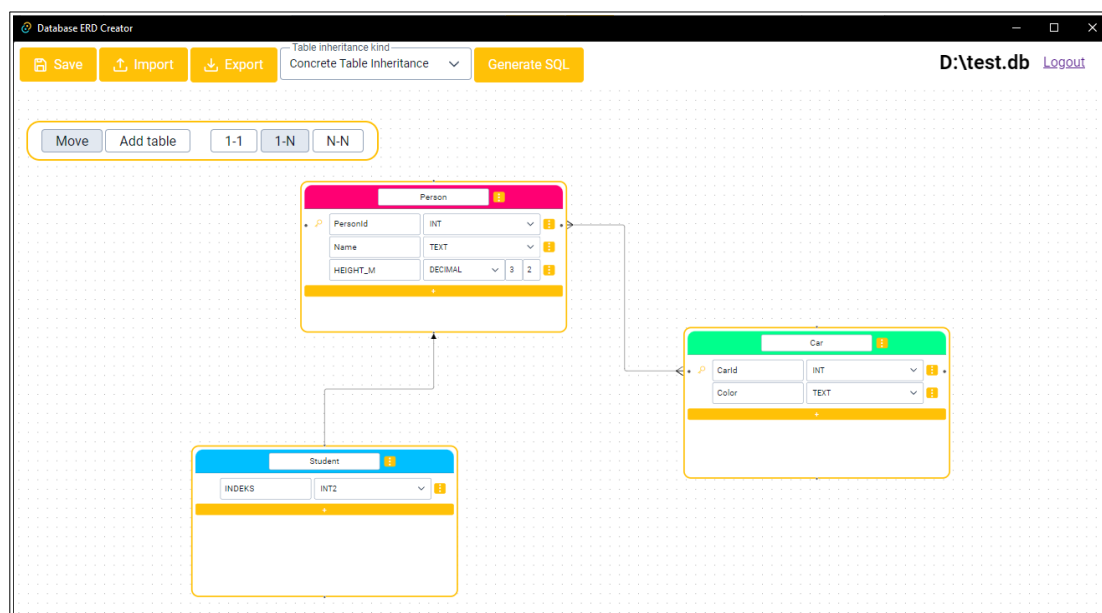 Database ERD Creator
Save Import Export Table inheritance kind Concrete Table Inheritance Generate SQL D:\test.db Logout
Move Add table 1-1 1-N N-N
Person
PersonId INT
Name TEXT
HEIGHT_M DECIMAL 3 2
+
Car
CarId INT
Color TEXT
+
Student
INDEKS INT2
+